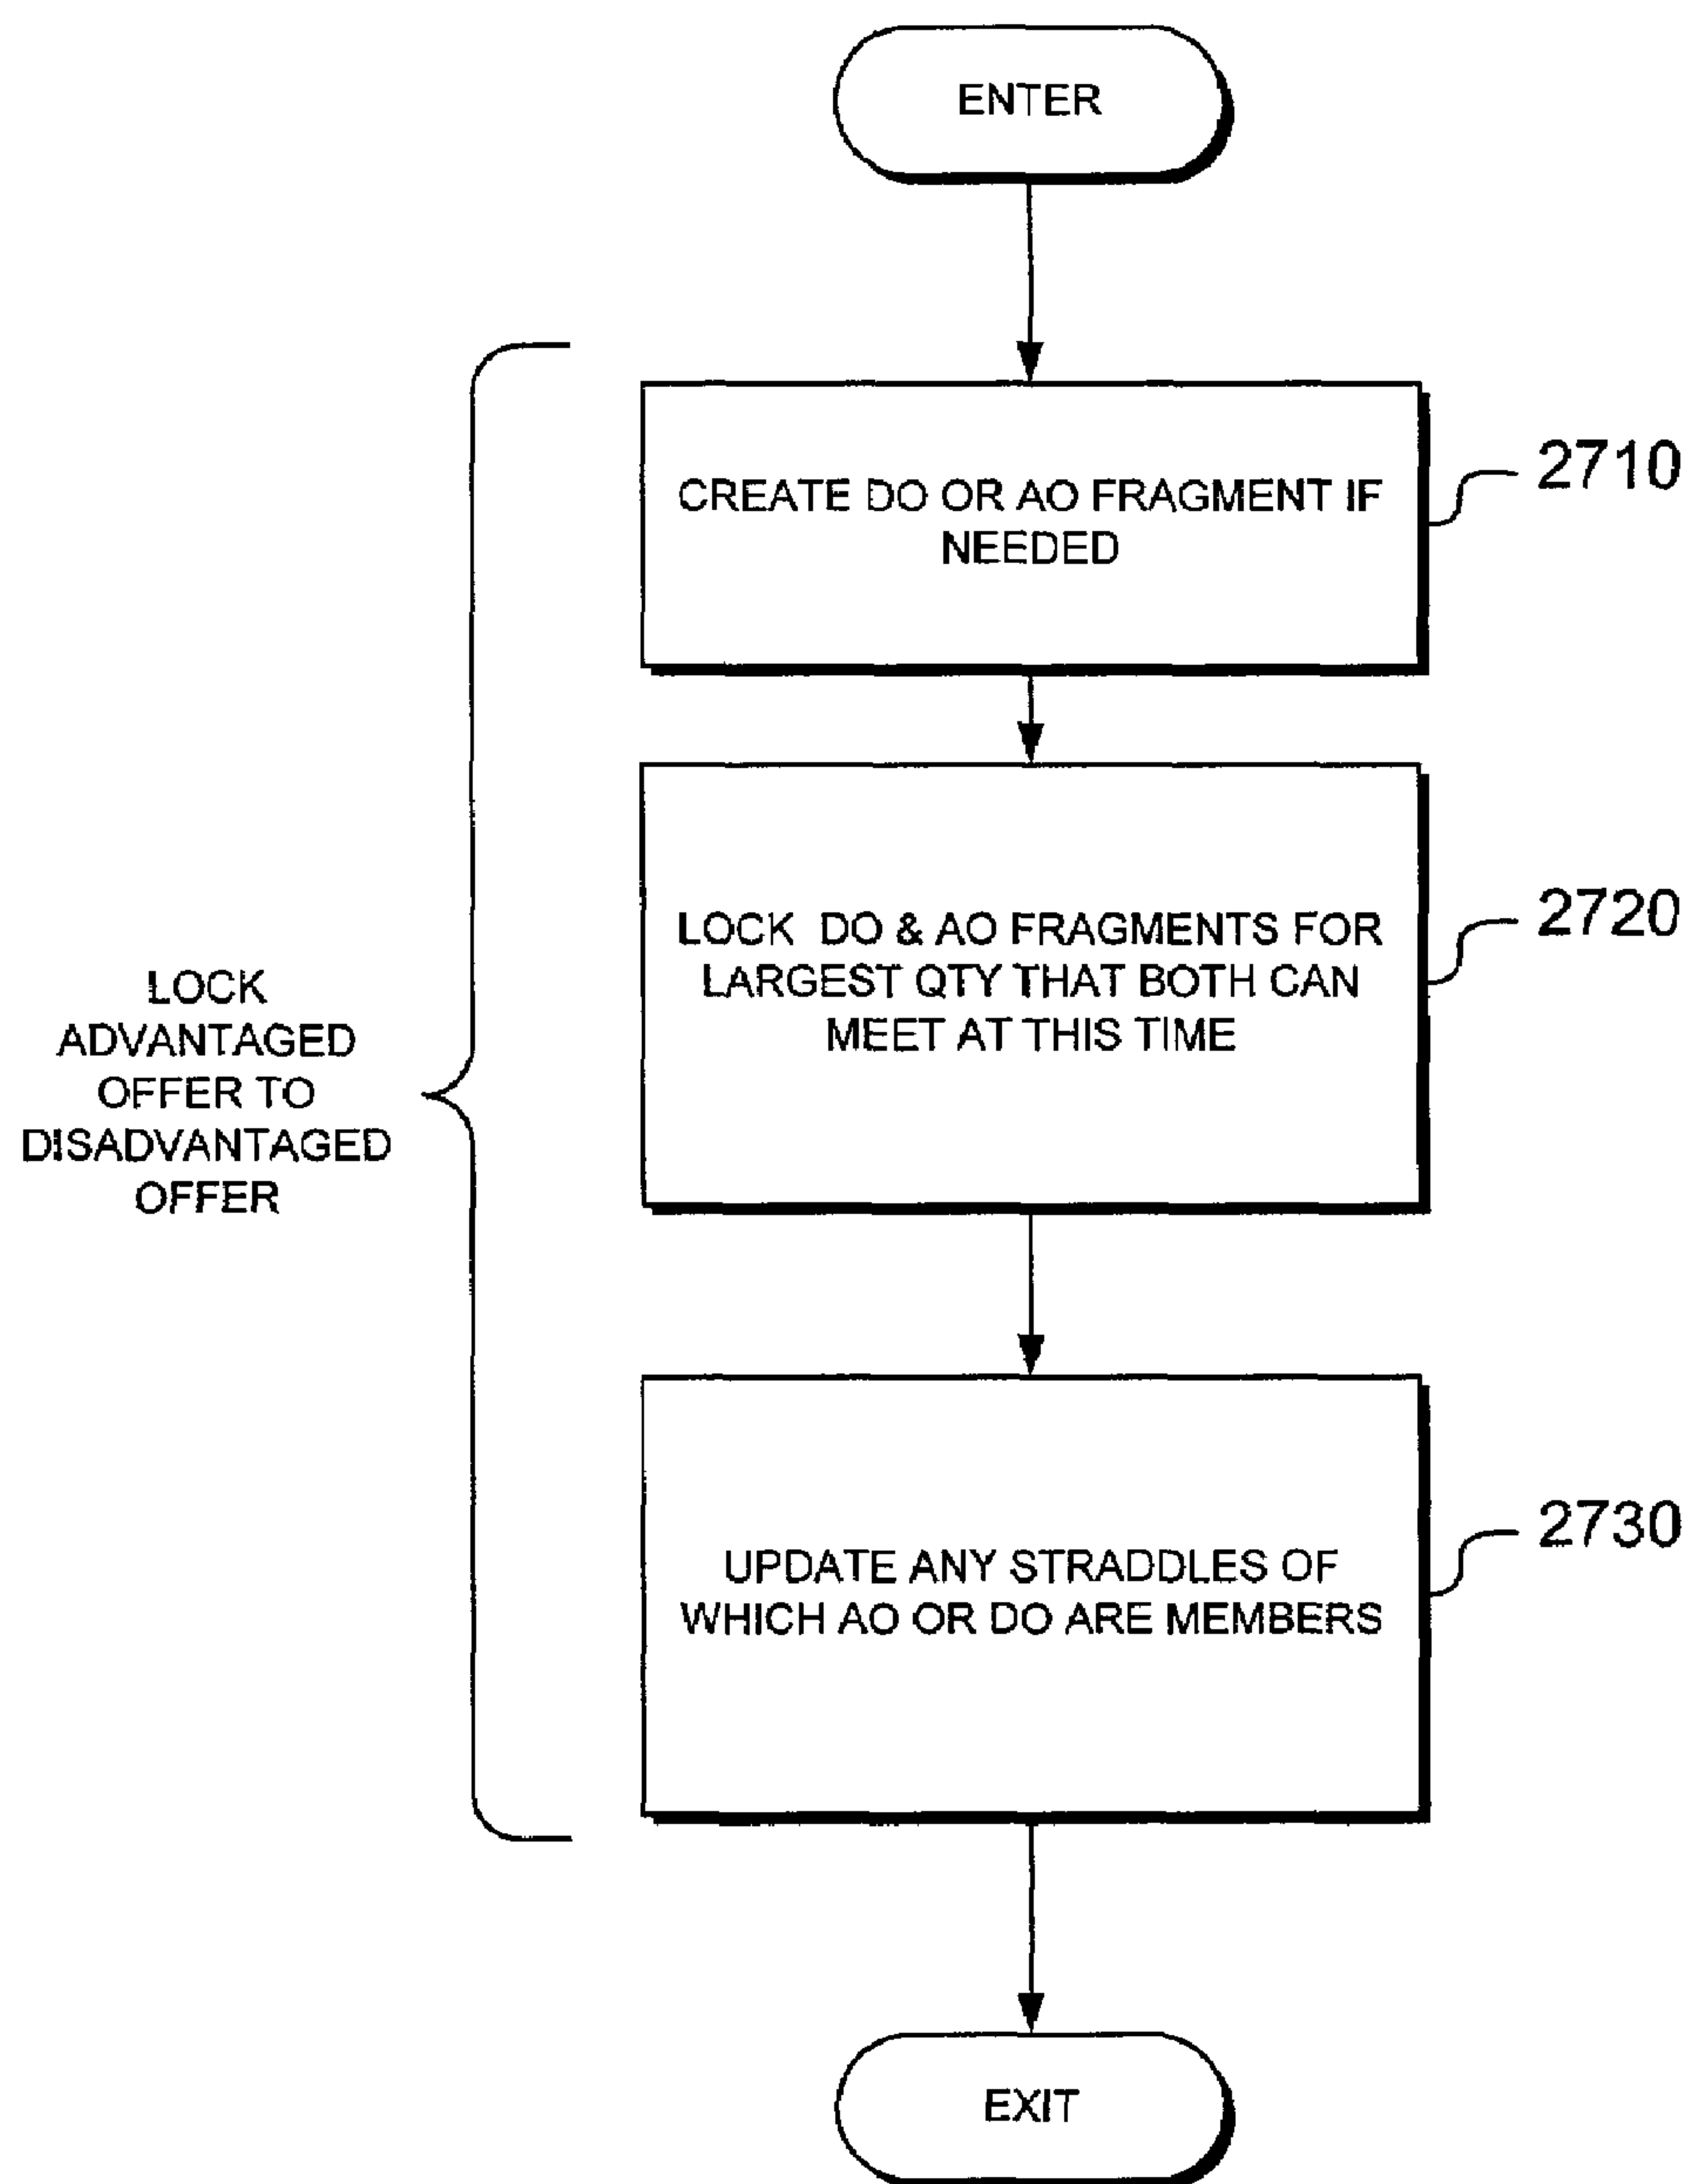 ENTER
CREATE DO OR AO FRAGMENT IF
NEEDED
2710
LOCK DO & AO FRAGMENTS FOR
LARGEST QTY THAT BOTH CAN
MEET AT THIS TIME
2720
LOCK
ADVANTAGED
OFFER TO
DISADVANTAGED
OFFER
UPDATE ANY STRADDLES OF
WHICH AO OR DO ARE MEMBERS
2730
EXIT